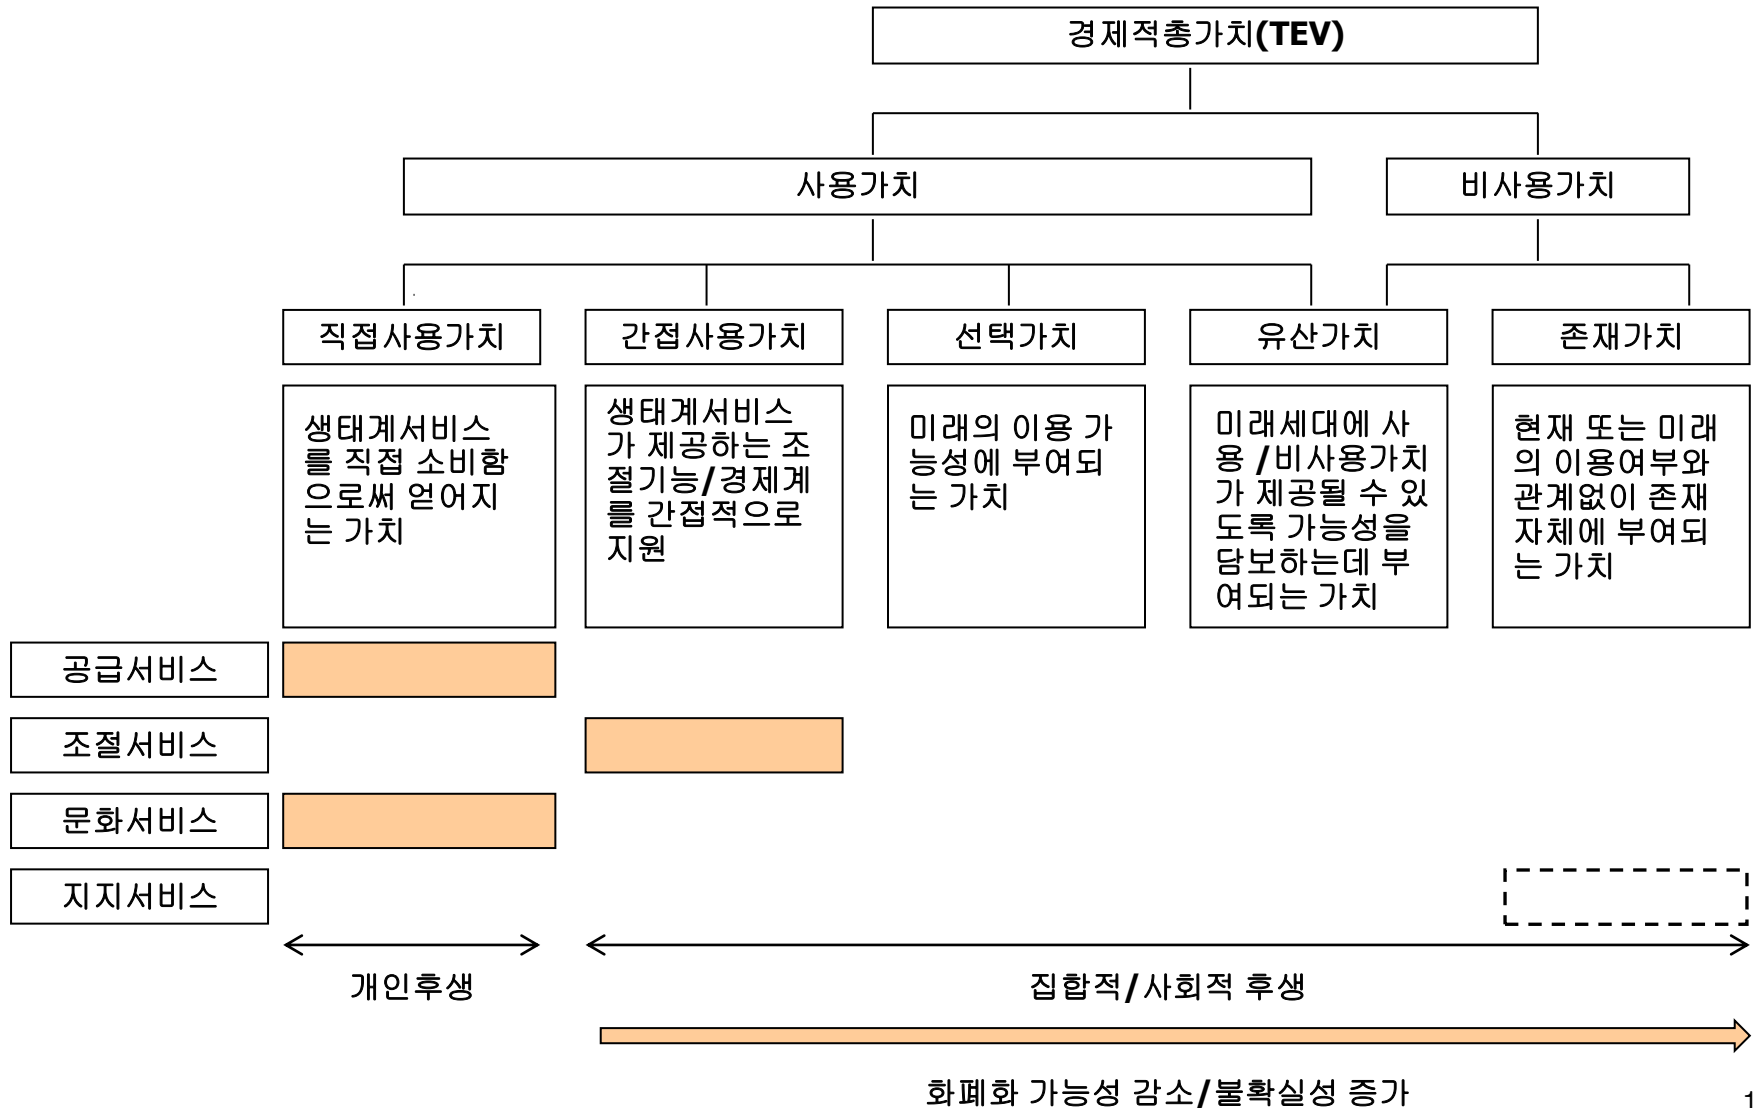 경제적총가치(TEV)
사용가치
비사용가치
직접사용가치
간접사용가치
선택가치
유산가치
존재가치
생태계서비스
를 직접 소비함
으로써 얻어지
는 가치
생태계서비스
가 제공하는 조
절기능/경제계
를 간접적으로
지원
미래의 이용 가
능성에 부여되
는 가치
미래세대에 사
용 /비사용가치
가 제공될 수 있
도록 가능성을
담보하는데 부
여되는 가치
현재 또는 미래
의 이용여부와
관계없이 존재
자체에 부여되
는 가치
공급서비스
조절서비스
문화서비스
지지서비스
개인후생
집합적/사회적 후생
화폐화 가능성 감소/불확실성 증가
1